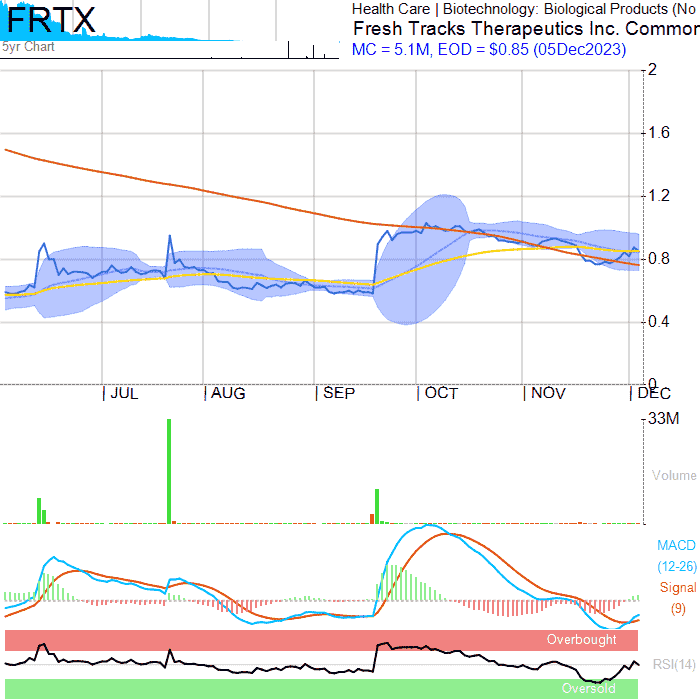 FRTX
5yr Chart
Health Care | Biotechnology: Biological Products (No
Fresh Tracks Therapeutics Inc. Common
MC = 5.1M, EOD = $0.85 (05Dec2023)
2
1.6
1.2
0.8
0.4
0
JUL
AUG
SEP
OCT
NOV
DEC
33M
Volume
MACD
(12-26)
Signal
(9)
Overbought
RSI(14)
Oversold